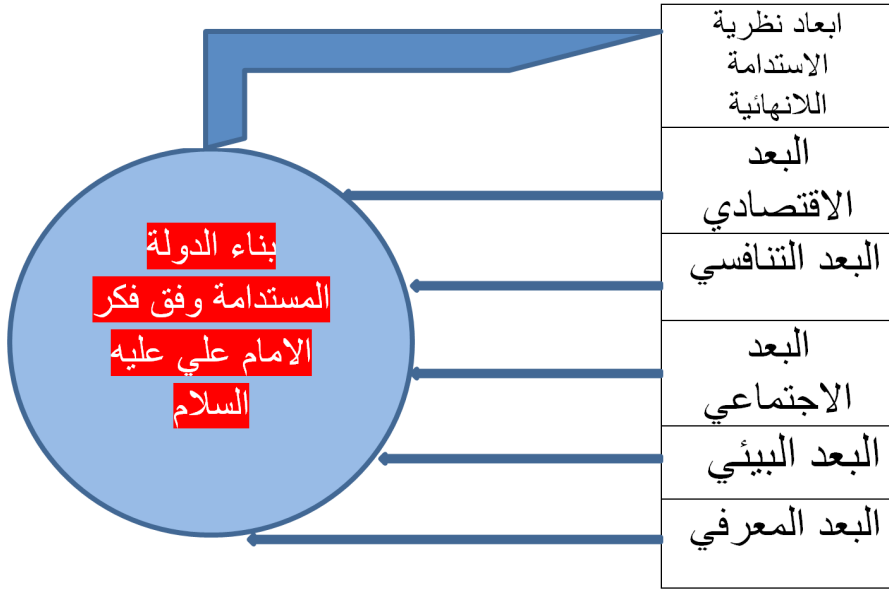 ابعاد نظرية
الاستدامة
اللانهائية
البعد
الاقتصادي
البعد التنافسي
البعد
الاجتماعي
البعد البيئي
البعد المعرفي
بناء الدولة
المستدامة وفق فكر
الامام علي عليه
السلام